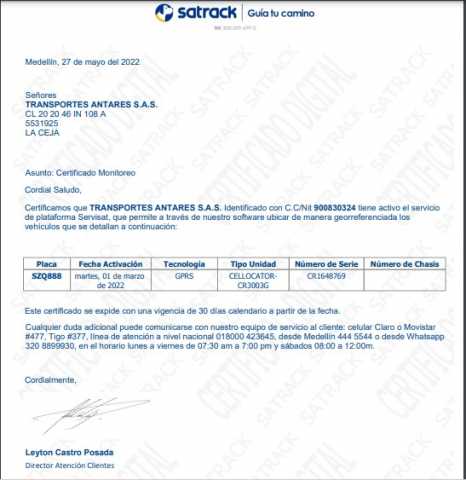 satrack Guía tu camino
Medellín, 27 de mayo del 2022
Señores
TRANSPORTES ANTARES S.A.S.
CL 20 20 46 IN 108 A
5531925
LA CEJA
Asunto: Certificado Monitoreo
Cordial Saludo,
Certificamos que TRANSPORTES ANTARES S.A.S. Identificado con C.C/Nit 900830324 tiene activo el servicio
de plataforma Servisat, que permite a través de nuestro software ubicar de manera georreferenciada los
vehículos que se detallan a continuación:
Placa Fecha Activación Tecnología Tipo Unidad Número de Serie Número de Chasis
SZQ888 martes, 01 de marzo GPRS CELLOCATOR- CR1648769
de 2022 CR3003G
Este certificado se expide con una vigencia de 30 días calendario a partir de la fecha.
Cualquier duda adicional puede comunicarse con nuestro equipo de servicio al cliente: celular Claro o Movistar
#477, Tigo #377, línea de atención a nivel nacional 018000 423645, desde Medellín 444 5544 o desde Whatsapp
320 8899930, en el horario lunes a viernes de 07:30 am a 7:00 pm y sábados 08:00 a 12:00m.
Cordialmente,
Leyton Castro Posada
Director Atención Clientes
SATRACK
CERTIFICADO DIGITAL